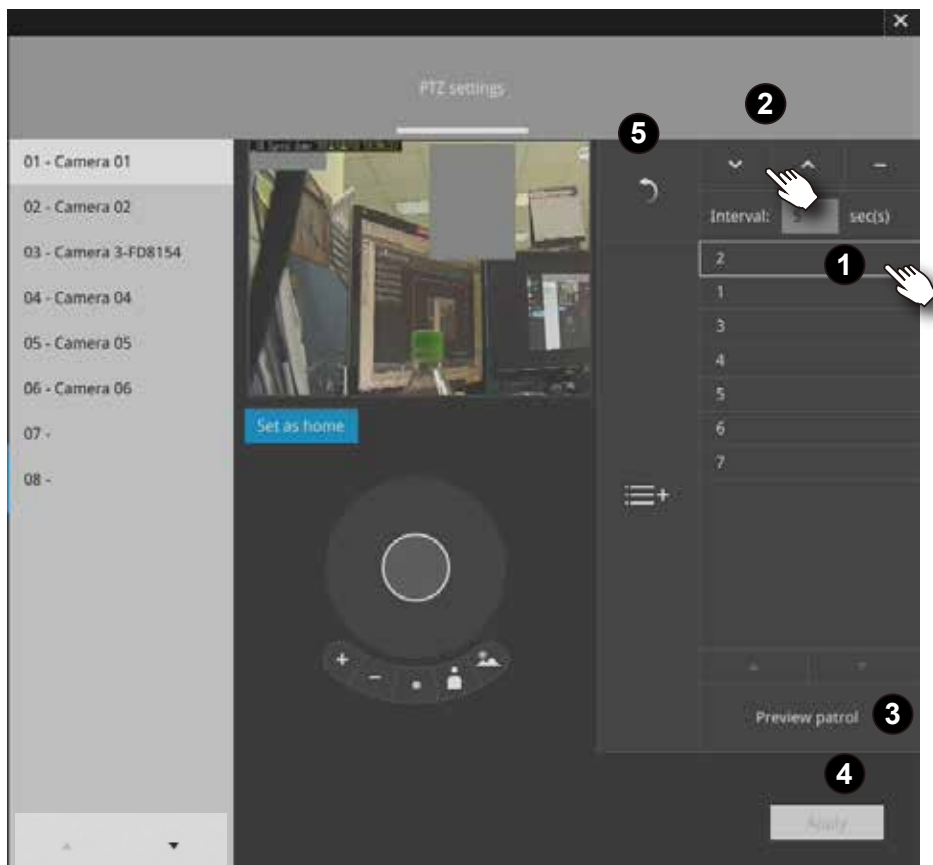 PTZ settings
2
5
01 - Camera 01
02 - Camera 02
03 - Camera 3-FD8154
04 - Camera 04
05 - Camera 05
06 - Camera 06
07 -
08 -
Set as home
Interval: 5 sec(s)
2
1
1
3
4
5
6
7
Preview patrol
3
4
Apply